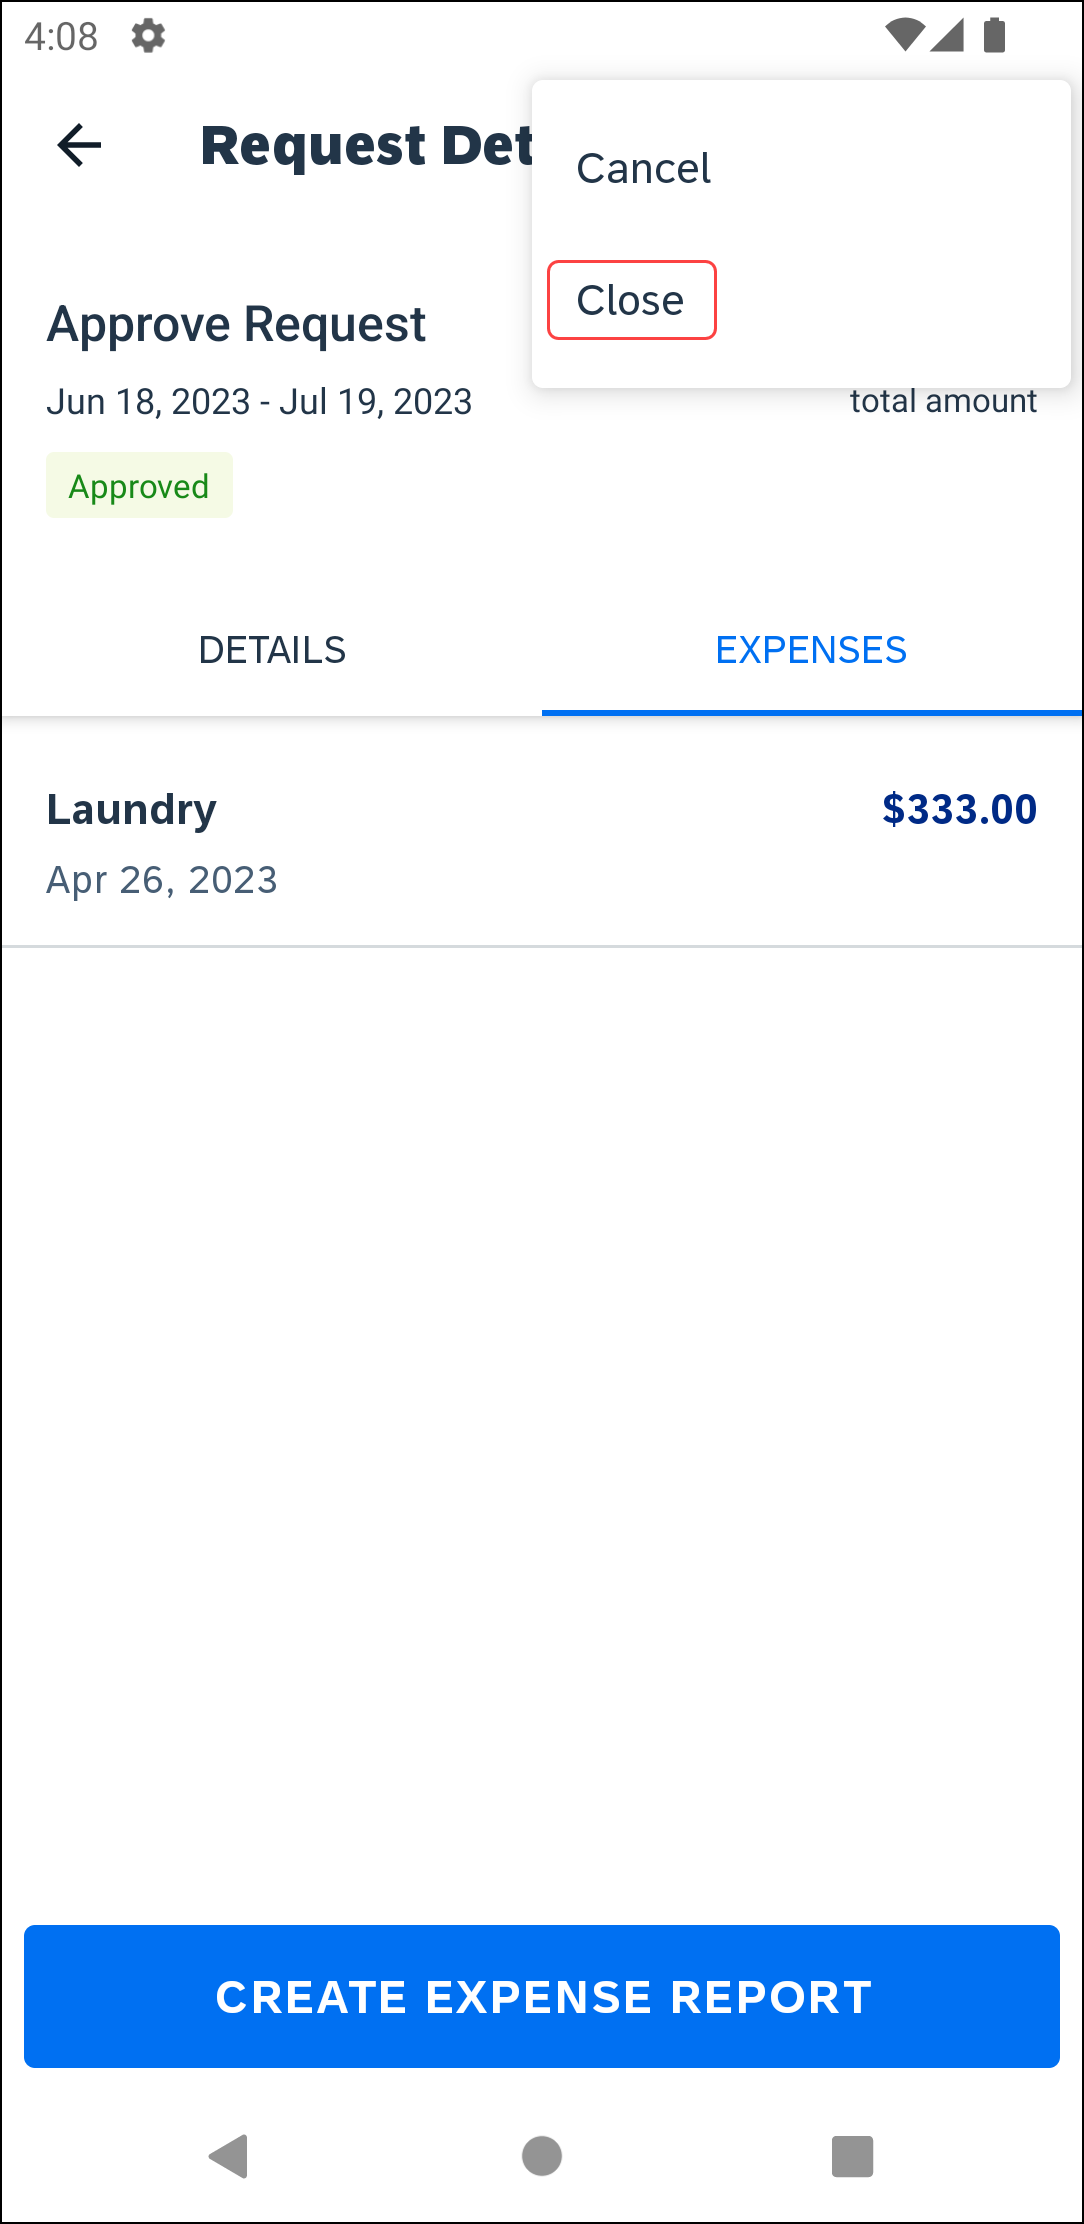 4:08
Request Det
Cancel
Close
Approve Request
Jun 18, 2023 - Jul 19, 2023
total amount
Approved
DETAILS
EXPENSES
Laundry
$333.00
Apr 26, 2023
CREATE EXPENSE REPORT